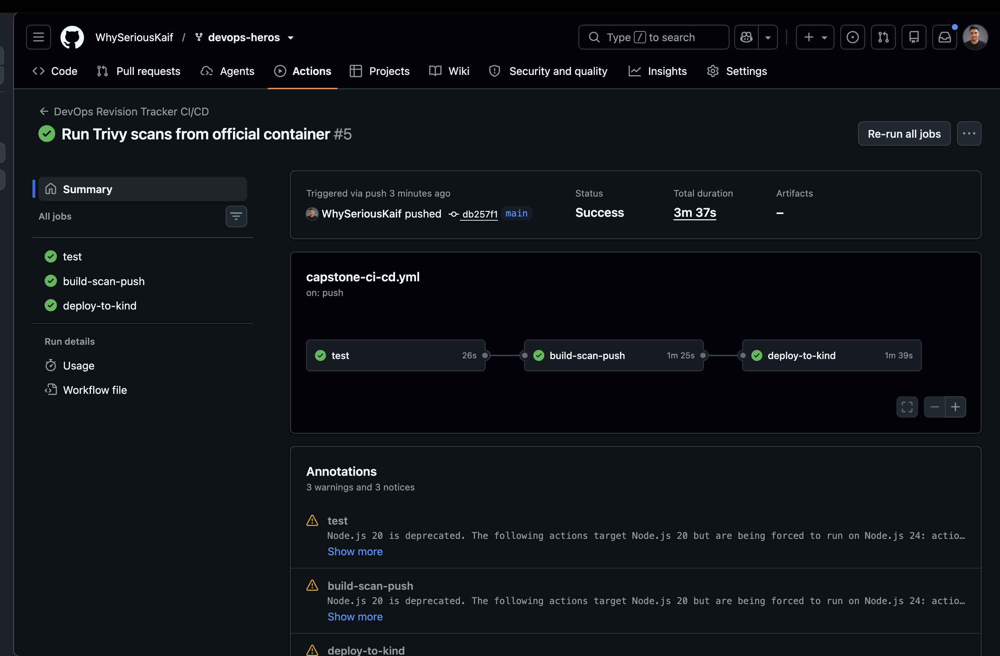 WhySeriousKaif / devops-heros
Type / to search
Code
Pull requests
Agents
Actions
Projects
Wiki
Security and quality
Insights
Settings
← DevOps Revision Tracker CI/CD
Run Trivy scans from official container #5
Re-run all jobs
Summary
All jobs
test
build-scan-push
deploy-to-kind
Run details
Usage
Workflow file
Triggered via push 3 minutes ago
WhySeriousKaif pushed db257f1 main
Status
Success
Total duration
3m 37s
Artifacts
–
capstone-ci-cd.yml
on: push
test 26s
build-scan-push 1m 25s
deploy-to-kind 1m 39s
Annotations
3 warnings and 3 notices
test
Node.js 20 is deprecated. The following actions target Node.js 20 but are being forced to run on Node.js 24: actio…
Show more
build-scan-push
Node.js 20 is deprecated. The following actions target Node.js 20 but are being forced to run on Node.js 24: actio…
Show more
deploy-to-kind